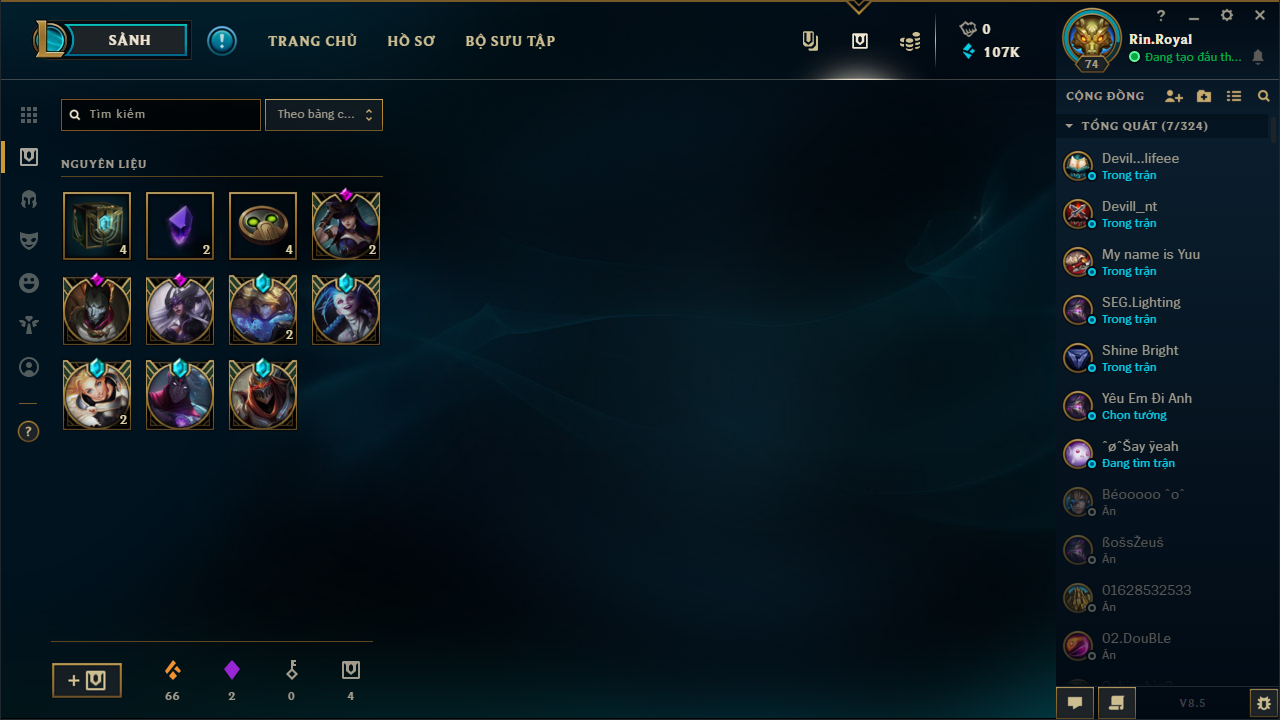 SẢNH
TRANG CHỦ
HỒ SƠ
BỘ SƯU TẬP
0
107K
74
Rin.Royal
Đang tạo đấu th...
Tìm kiếm
Theo bảng c...
NGUYÊN LIỆU
4
2
4
2
2
2
66
2
0
4
CỘNG ĐỒNG
TỔNG QUÁT (7/324)
Devil...lifeee
Trong trận
Devill_nt
Trong trận
My name is Yuu
Trong trận
SEG.Lighting
Trong trận
Shine Bright
Trong trận
Yêu Em Đi Anh
Chọn tướng
ˆøˆŠay ÿeah
Đang tìm trận
Béooooo ˆoˆ
Ẩn
ßošsŽeuš
Ẩn
01628532533
Ẩn
02.DouBLe
Ẩn
V8.5